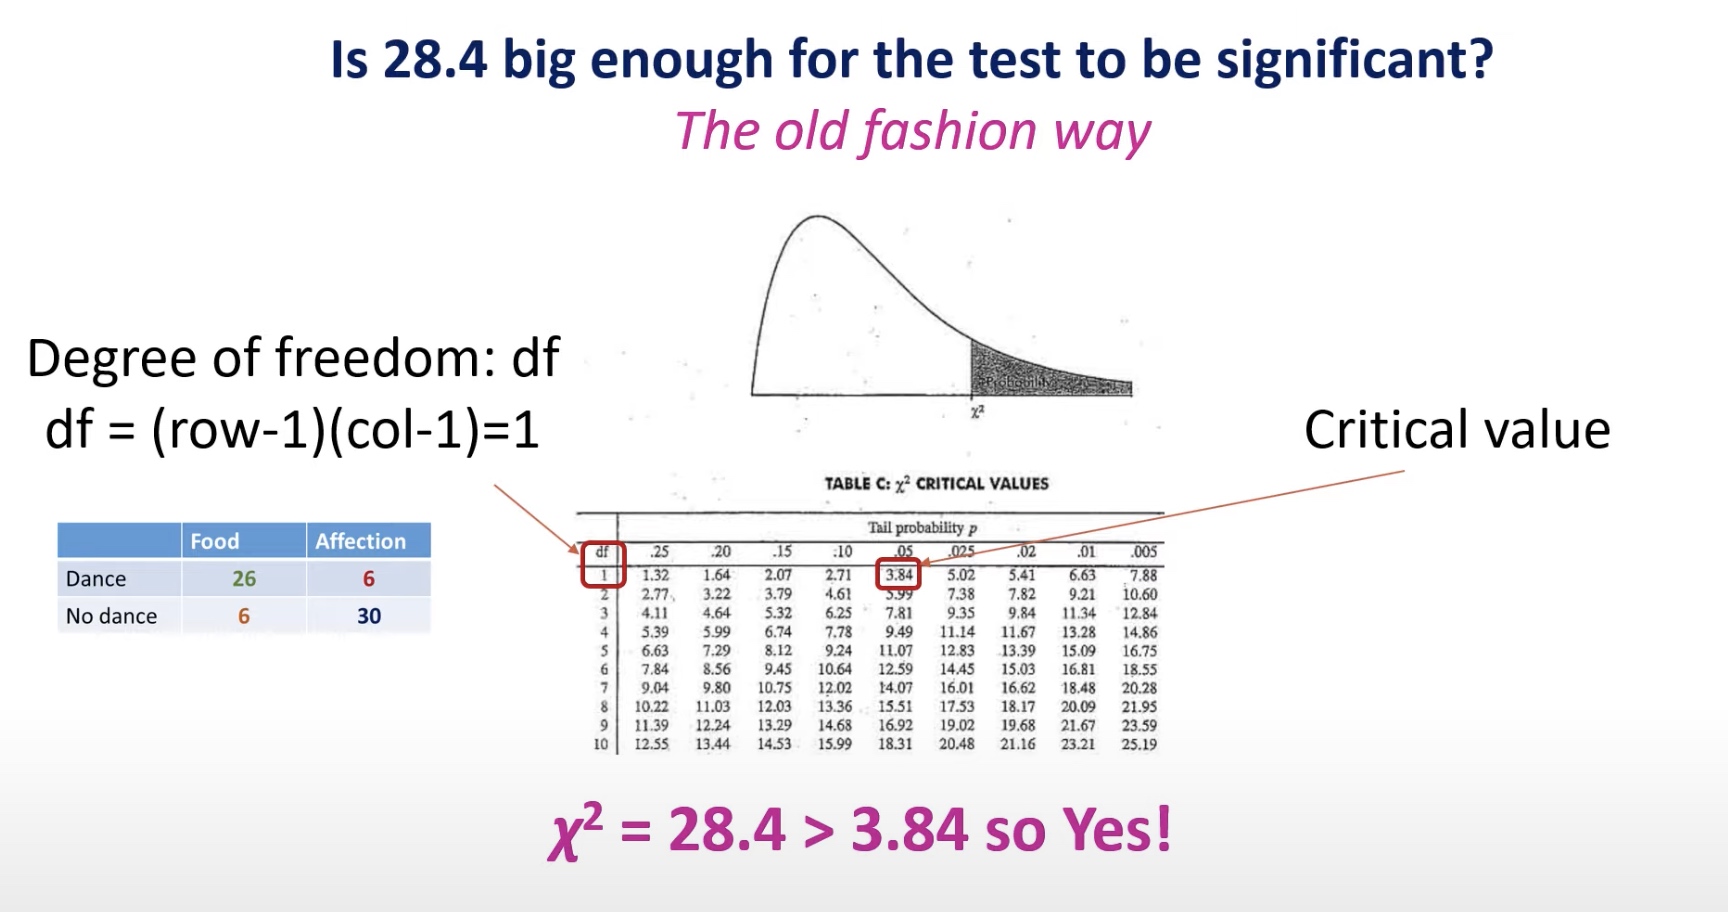 Is 28.4 big enough for the test to be significant?
The old fashion way
Probability
χ²
Degree of freedom: df
df = (row-1)(col-1)=1
Critical value
Food Affection
Dance 26 6
No dance 6 30
TABLE C: χ² CRITICAL VALUES
Tail probability p
df .25 .20 .15 .10 .05 .025 .02 .01 .005
1 1.32 1.64 2.07 2.71 3.84 5.02 5.41 6.63 7.88
2 2.77 3.22 3.79 4.61 5.99 7.38 7.82 9.21 10.60
3 4.11 4.64 5.32 6.25 7.81 9.35 9.84 11.34 12.84
4 5.39 5.99 6.74 7.78 9.49 11.14 11.67 13.28 14.86
5 6.63 7.29 8.12 9.24 11.07 12.83 13.39 15.09 16.75
6 7.84 8.56 9.45 10.64 12.59 14.45 15.03 16.81 18.55
7 9.04 9.80 10.75 12.02 14.07 16.01 16.62 18.48 20.28
8 10.22 11.03 12.03 13.36 15.51 17.53 18.17 20.09 21.95
9 11.39 12.24 13.29 14.68 16.92 19.02 19.68 21.67 23.59
10 12.55 13.44 14.53 15.99 18.31 20.48 21.16 23.21 25.19
χ² = 28.4 > 3.84 so Yes!